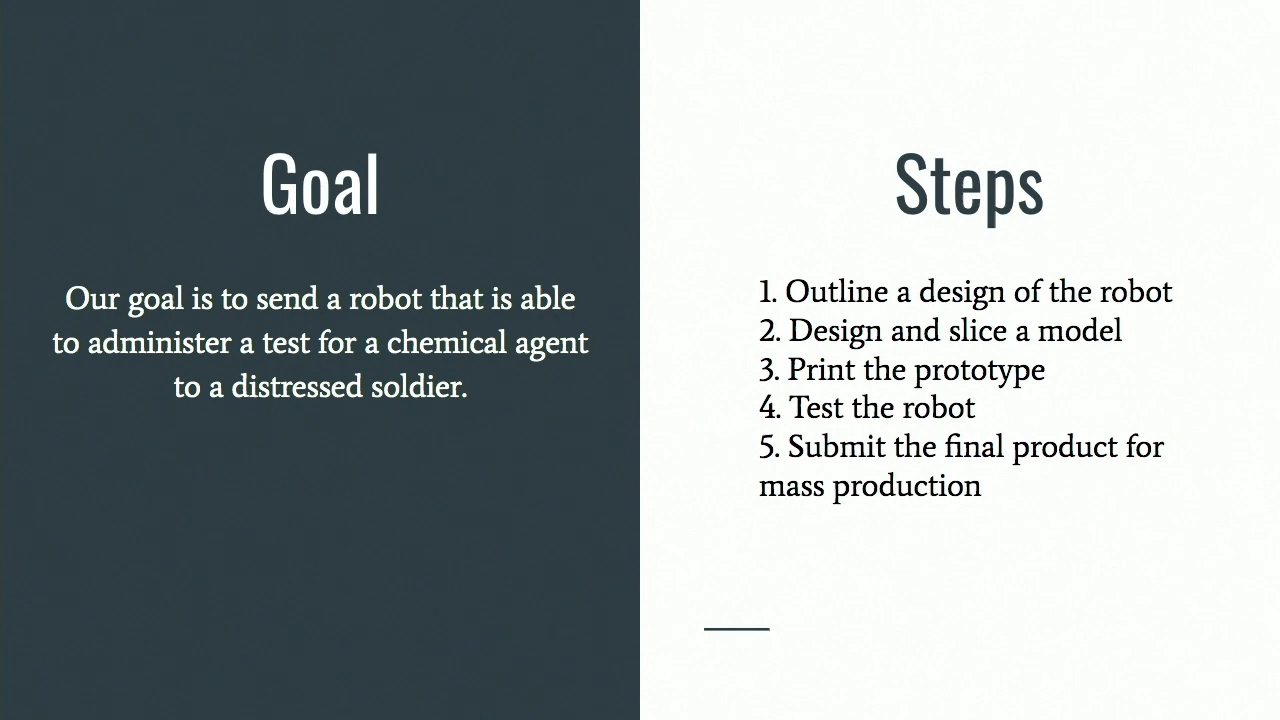 Goal
Our goal is to send a robot that is able
to administer a test for a chemical agent
to a distressed soldier.
Steps
1. Outline a design of the robot
2. Design and slice a model
3. Print the prototype
4. Test the robot
5. Submit the final product for
mass production